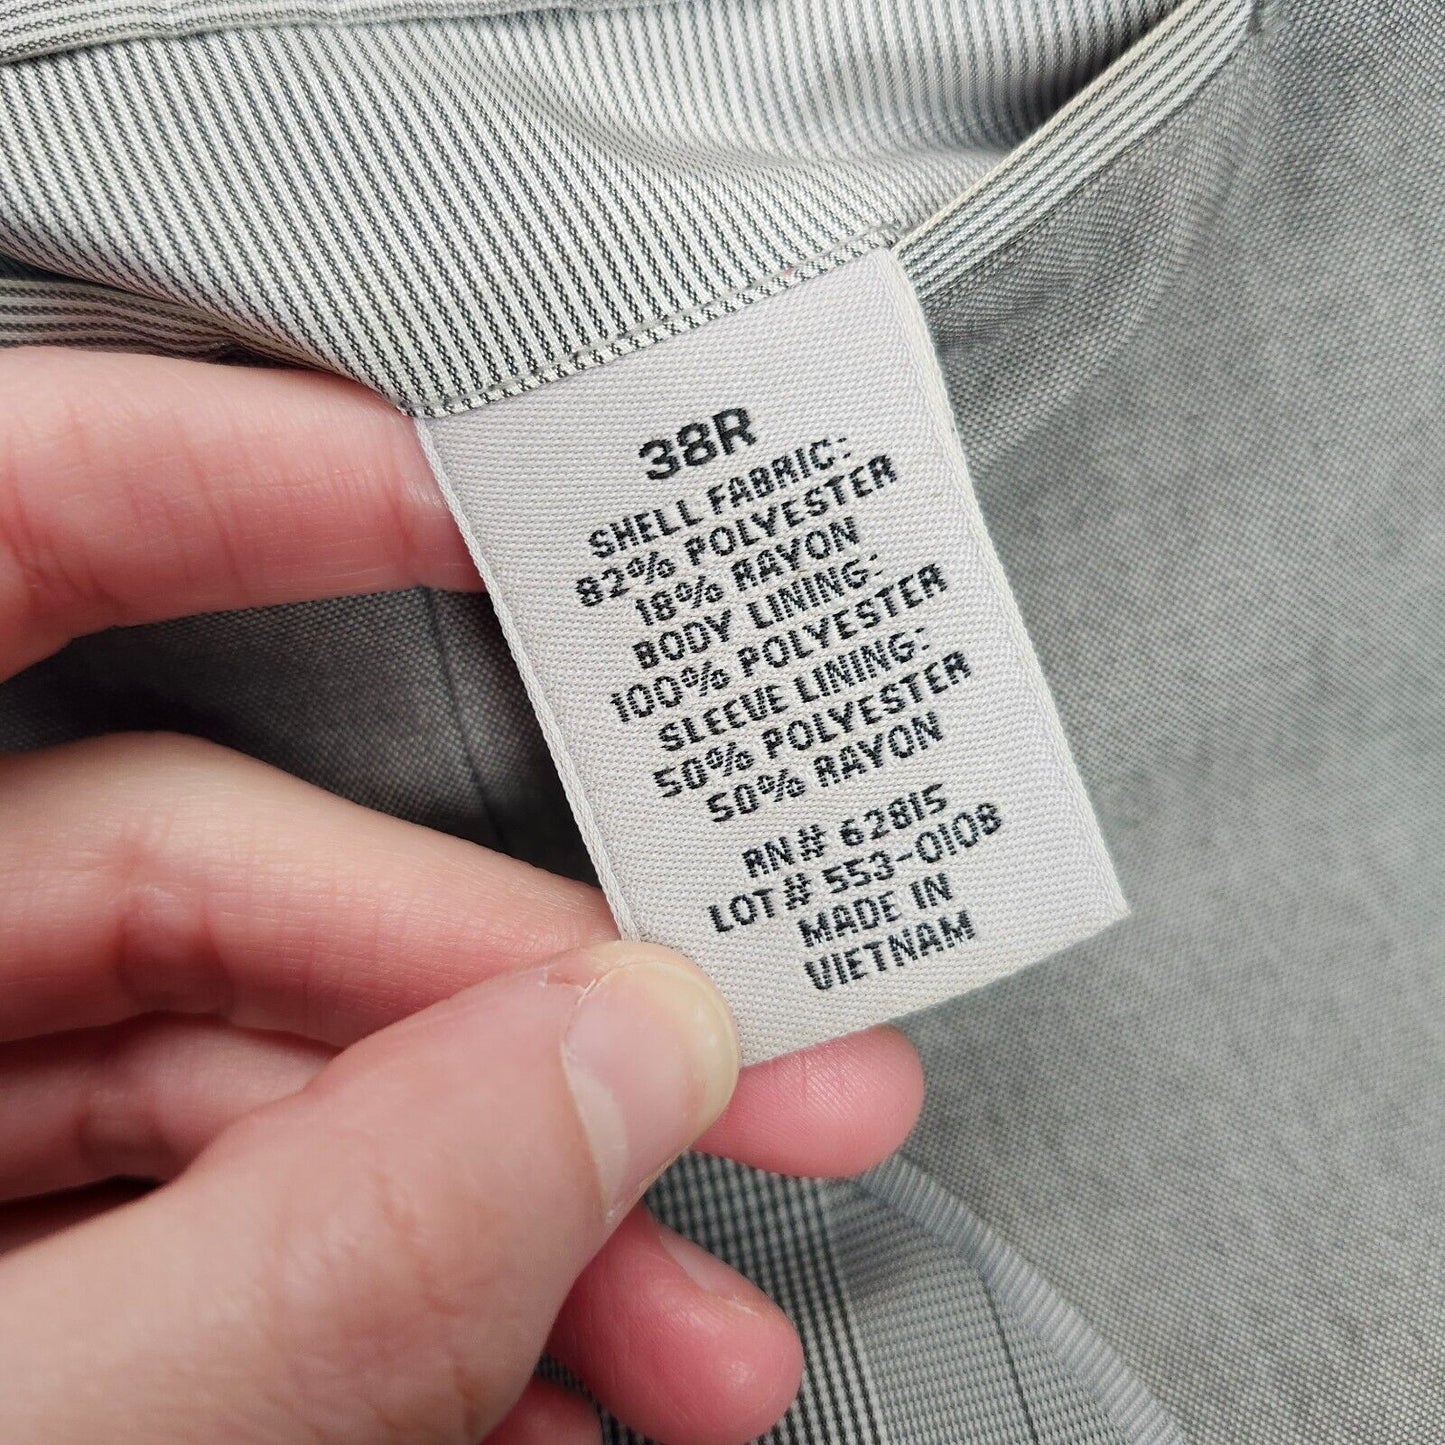 38R
SHELL FABRIC:
82% POLYESTER
18% RAYON
BODY LINING:
100% POLYESTER
SLEEVE LINING:
50% POLYESTER
50% RAYON
RN# 62815
LOT# 553-0108
MADE IN
VIETNAM